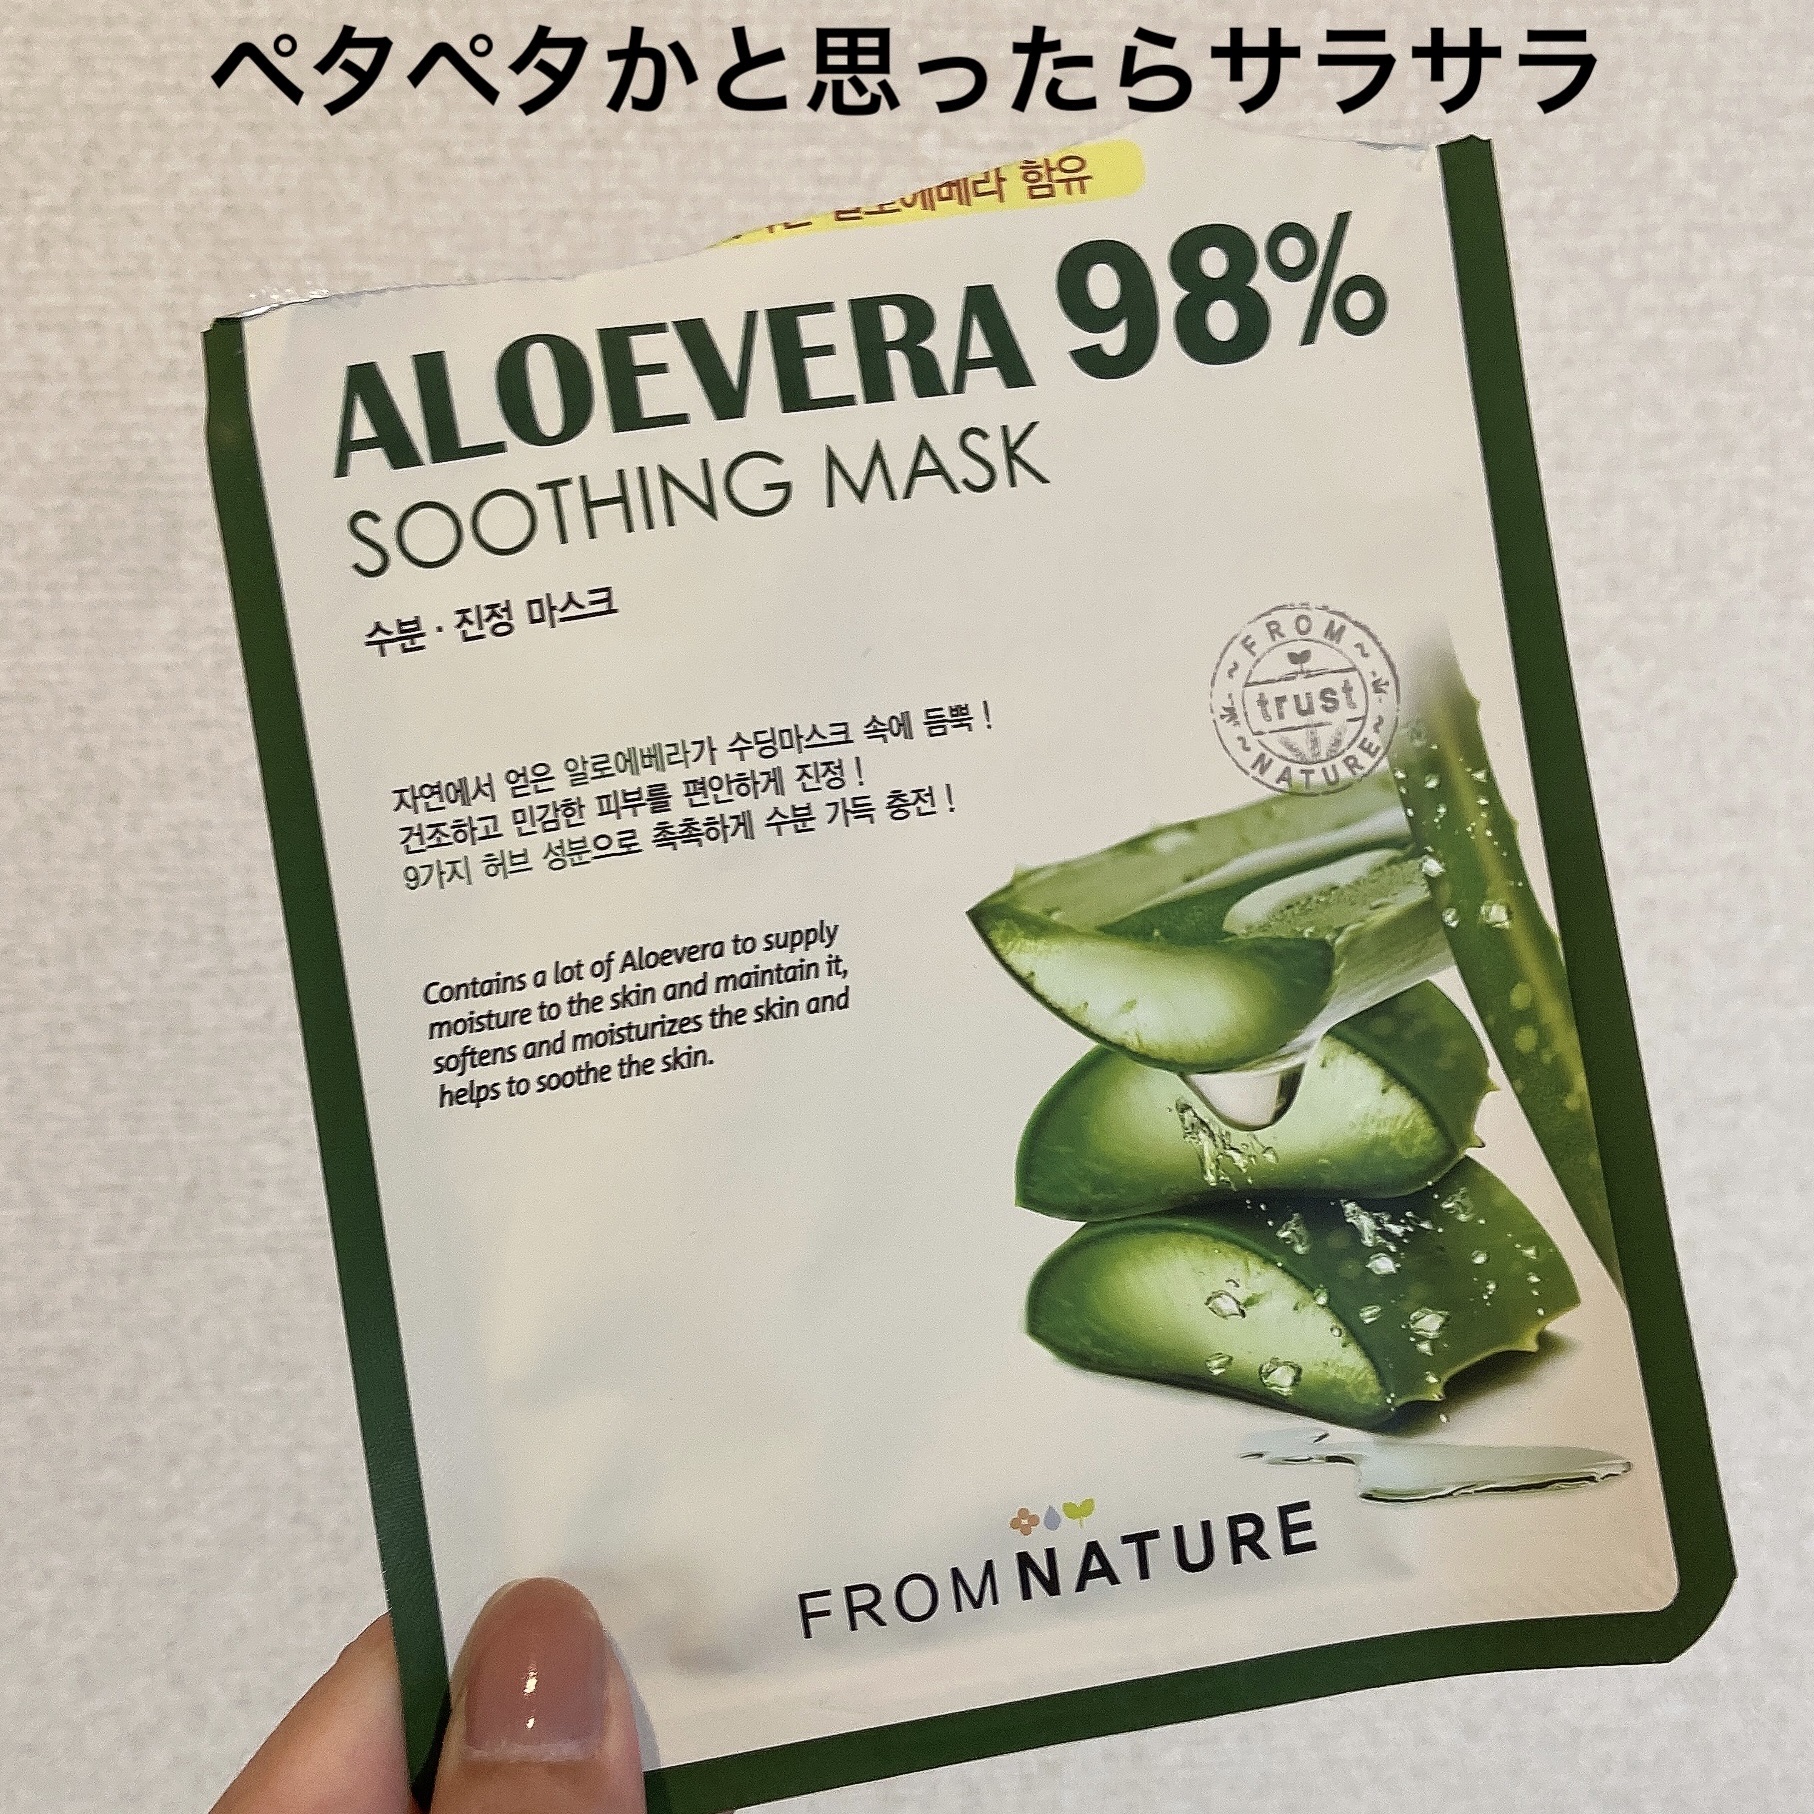 ペタペタかと思ったらサラサラ
알로에베라 함유
ALOEVERA 98%
SOOTHING MASK
수분 · 진정 마스크
FROM
trust
NATURE
자연에서 얻은 알로에베라가 수딩마스크 속에 듬뿍 !
건조하고 민감한 피부를 편안하게 진정 !
9가지 허브 성분으로 촉촉하게 수분 가득 충전 !
Contains a lot of Aloevera to supply
moisture to the skin and maintain it,
softens and moisturizes the skin and
helps to soothe the skin.
FROMNATURE